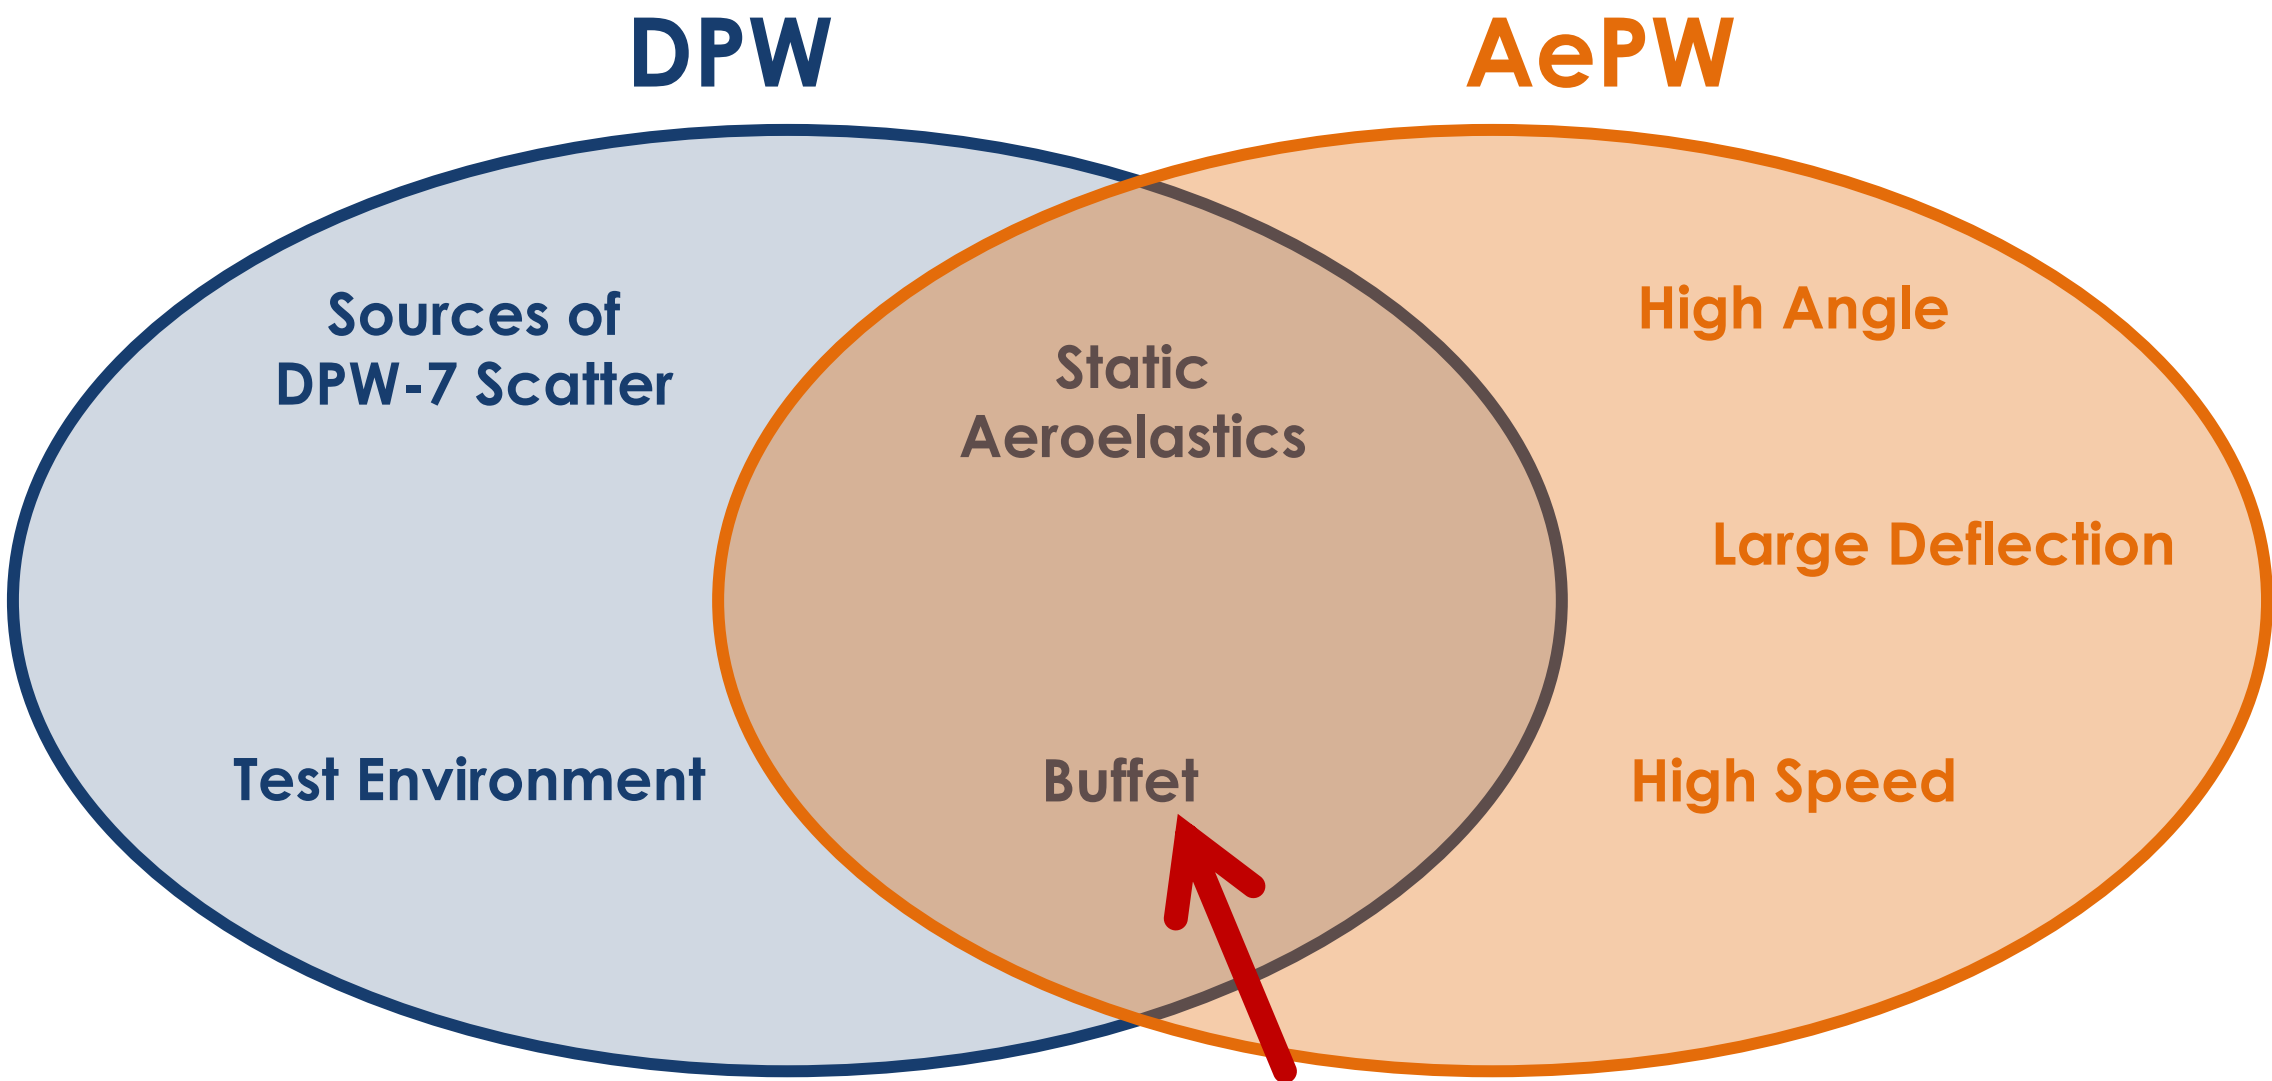 DPW
AePW
Sources of
DPW-7 Scatter
Test Environment
Static
Aeroelastics
Buffet
High Angle
Large Deflection
High Speed